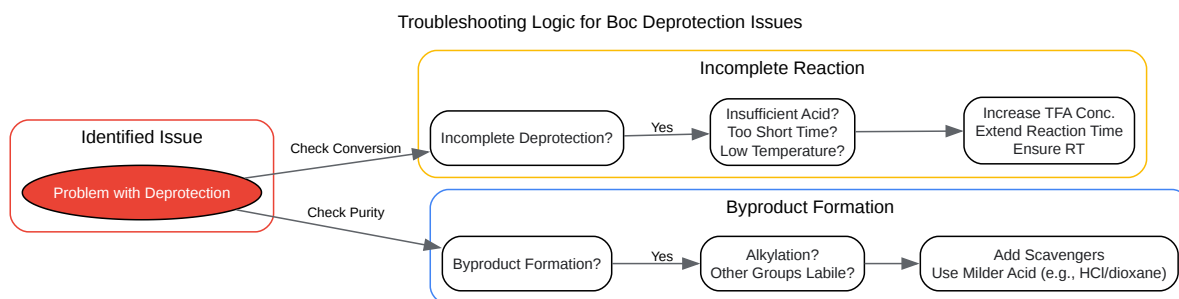 Troubleshooting Logic for Boc Deprotection Issues
Identified Issue
Problem with Deprotection
Check Conversion
Check Purity
Incomplete Reaction
Incomplete Deprotection?
Yes
Insufficient Acid?
Too Short Time?
Low Temperature?
Increase TFA Conc.
Extend Reaction Time
Ensure RT
Byproduct Formation
Byproduct Formation?
Yes
Alkylation?
Other Groups Labile?
Add Scavengers
Use Milder Acid (e.g., HCl/dioxane)